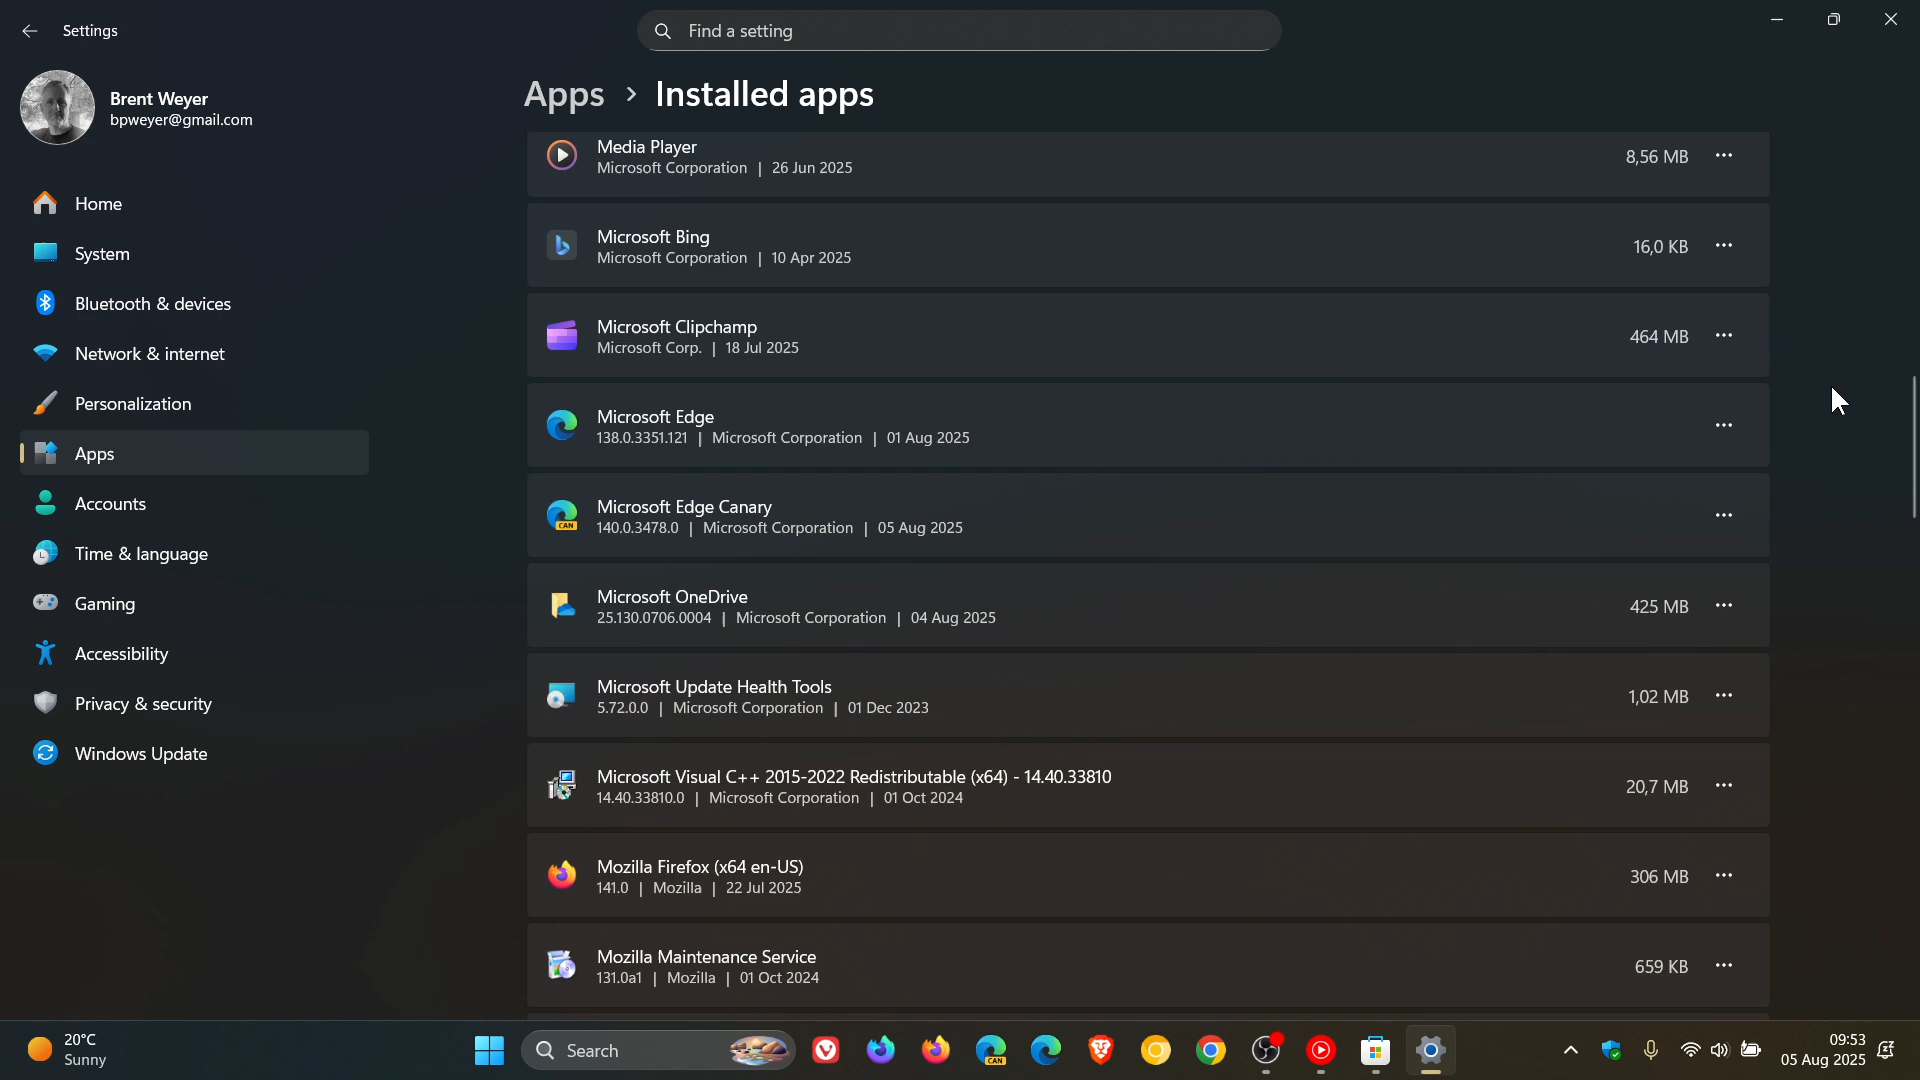 Settings
Find a setting
Brent Weyer
bpweyer@gmail.com
Home
System
Bluetooth & devices
Network & internet
Personalization
Apps
Accounts
Time & language
Gaming
Accessibility
Privacy & security
Windows Update
Apps > Installed apps
Media Player
Microsoft Corporation | 26 Jun 2025
8,56 MB
Microsoft Bing
Microsoft Corporation | 10 Apr 2025
16,0 KB
Microsoft Clipchamp
Microsoft Corp. | 18 Jul 2025
464 MB
Microsoft Edge
138.0.3351.121 | Microsoft Corporation | 01 Aug 2025
Microsoft Edge Canary
140.0.3478.0 | Microsoft Corporation | 05 Aug 2025
CAN
Microsoft OneDrive
25.130.0706.0004 | Microsoft Corporation | 04 Aug 2025
425 MB
Microsoft Update Health Tools
5.72.0.0 | Microsoft Corporation | 01 Dec 2023
1,02 MB
Microsoft Visual C++ 2015-2022 Redistributable (x64) - 14.40.33810
14.40.33810.0 | Microsoft Corporation | 01 Oct 2024
20,7 MB
Mozilla Firefox (x64 en-US)
141.0 | Mozilla | 22 Jul 2025
306 MB
Mozilla Maintenance Service
131.0a1 | Mozilla | 01 Oct 2024
659 KB
20°C
Sunny
Search
CAN
09:53
05 Aug 2025